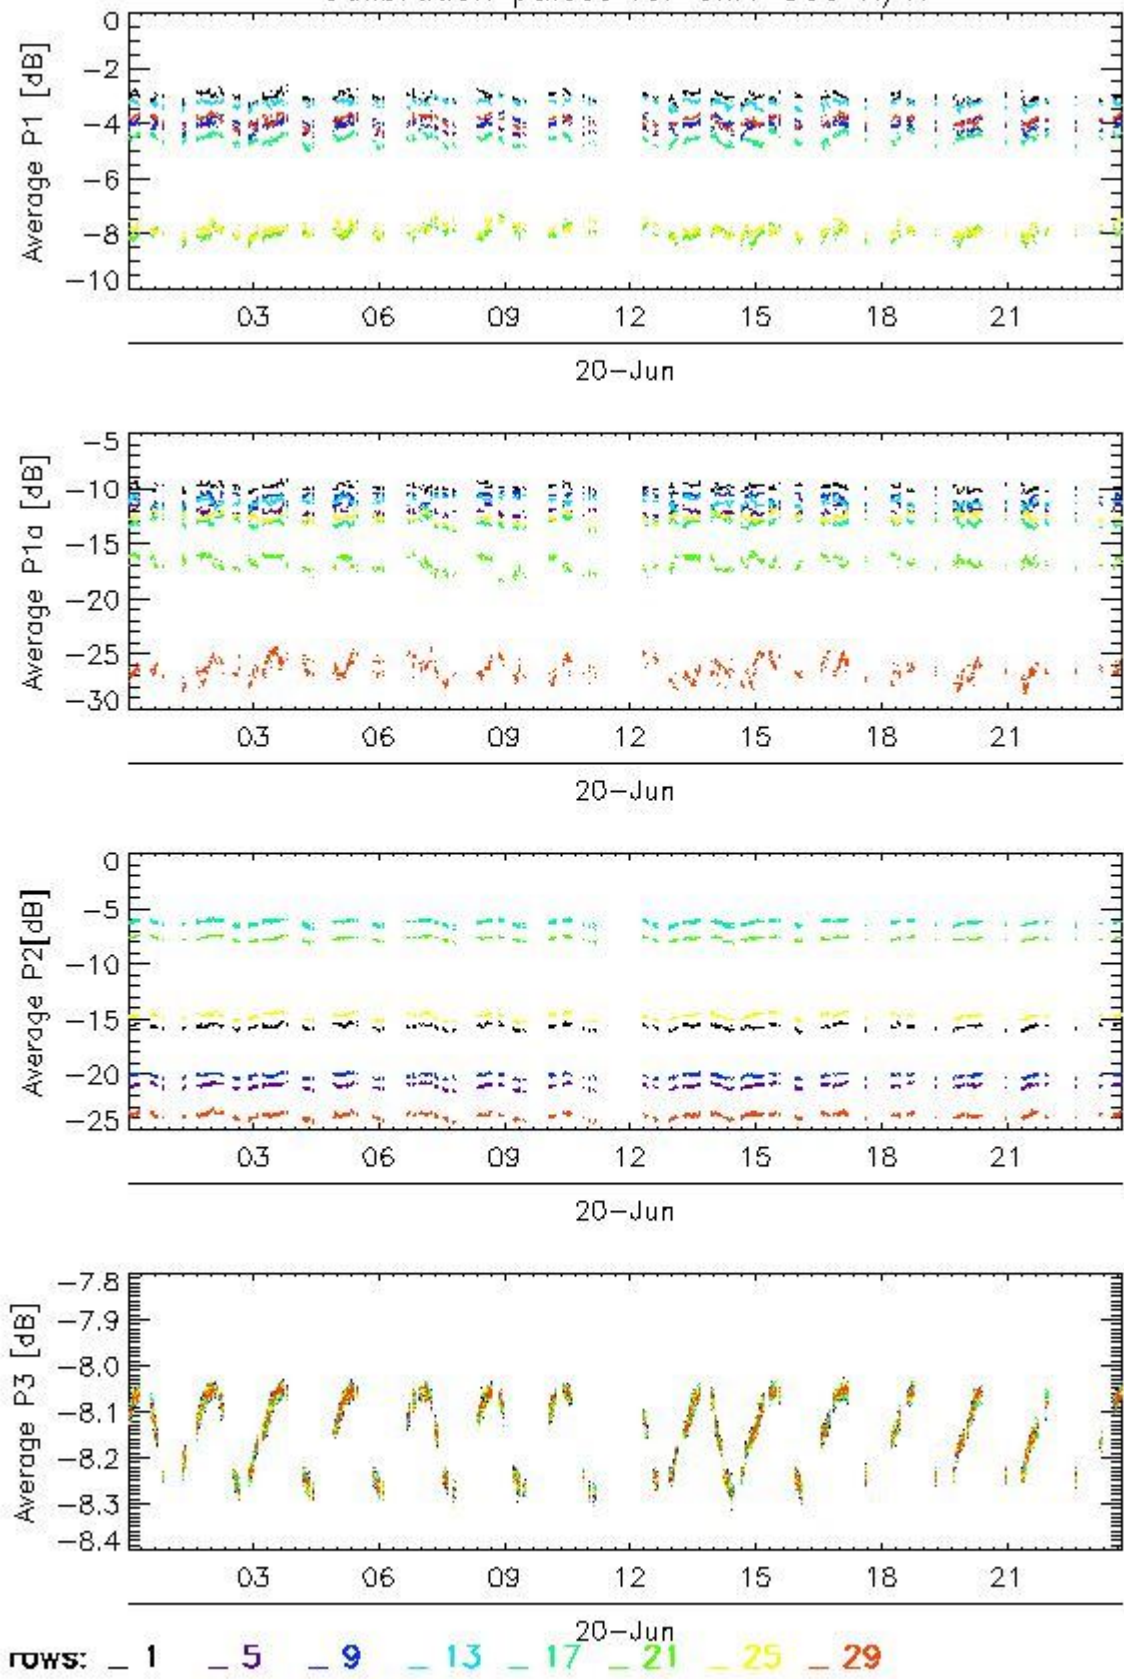 0
-2
-4
-6
-8
-10
Average P1 [dB]
03 06 09 12 15 18 21
20-Jun
-5
-10
-15
-20
-25
-30
Average P1a [dB]
03 06 09 12 15 18 21
20-Jun
0
-5
-10
-15
-20
-25
Average P2[dB]
03 06 09 12 15 18 21
20-Jun
-7.8
-7.9
-8.0
-8.1
-8.2
-8.3
-8.4
Average P3 [dB]
03 06 09 12 15 18 21
20-Jun
rows: _ 1 _ 5 _ 9 _ 13 _ 17 _ 21 _ 25 _ 29